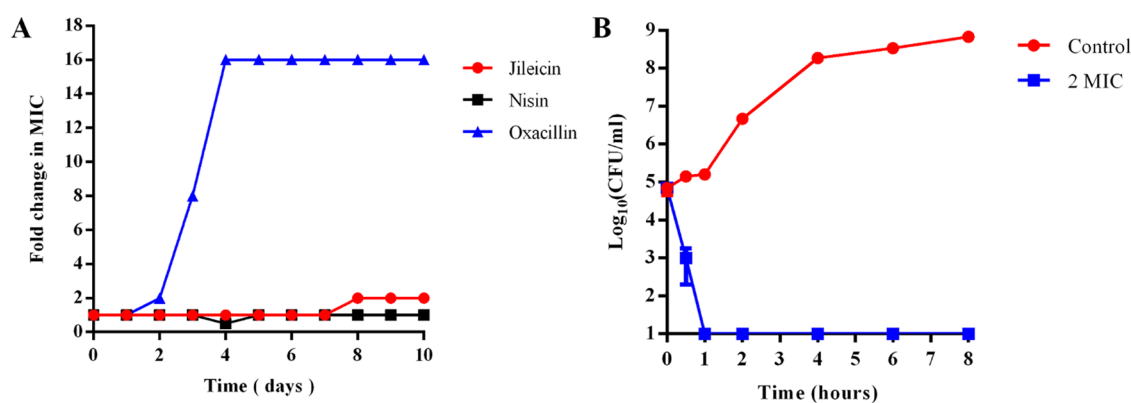 A
Fold change in MIC
18
16
14
12
10
8
6
4
2
0
0 2 4 6 8 10
Time ( days )
Jileicin
Nisin
Oxacillin
B
Log10(CFU/ml)
9
8
7
6
5
4
3
2
1
0 1 2 3 4 5 6 7 8
Time (hours)
Control
2 MIC